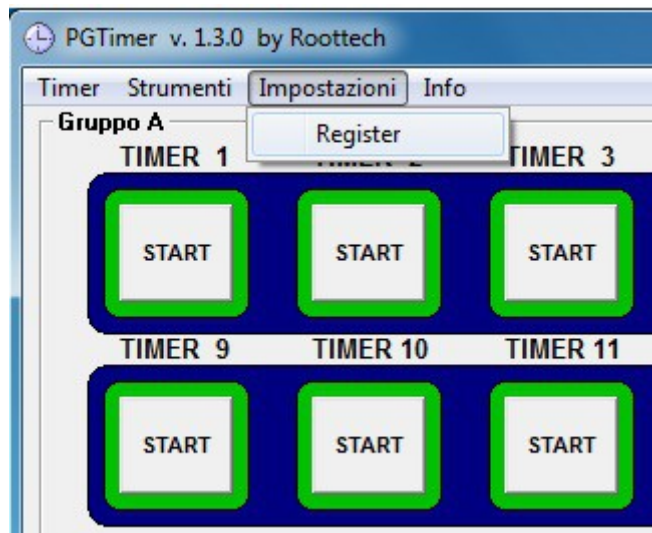 PGTimer v. 1.3.0 by Roottech
Timer Strumenti Impostazioni Info
Register
Gruppo A
TIMER 1 TIMER 3
START START START
TIMER 9 TIMER 10 TIMER 11
START START START